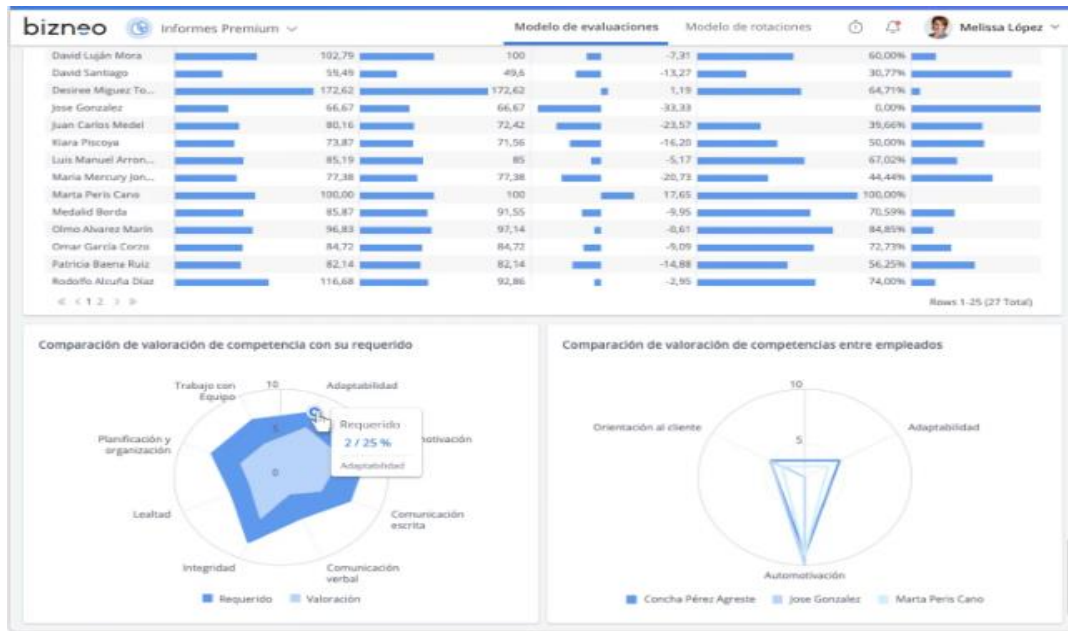 bizneo Informes Premium Modelo de evaluaciones Modelo de rotaciones Melissa López
David Luján Mora 102,79 100 -7,31 60,00%
David Santiago 59,49 49,6 -13,27 30,77%
Desiree Miguez To... 172,62 172,62 1,19 64,71%
Jose Gonzalez 66,67 66,67 -33,33 0,00%
Juan Carlos Medel 80,16 72,42 -23,57 39,66%
Kiara Piscoya 73,87 71,56 -16,20 50,00%
Luis Manuel Arron... 85,19 85 -5,17 67,02%
Maria Mercury Jon... 77,38 77,38 -20,73 44,44%
Marta Peris Cano 100,00 100 17,65 100,00%
Medalid Borda 85,87 91,55 -9,95 70,59%
Olmo Alvarez Marín 96,83 97,14 -0,61 84,85%
Omar García Corzo 84,72 84,72 -9,09 72,73%
Patricia Baena Ruiz 82,14 82,14 -14,88 56,25%
Rodolfo Alcuña Díaz 116,68 92,86 -2,95 74,00%
1 2 Rows 1-25 (27 Total)
Comparación de valoración de competencia con su requerido
Trabajo con 10 Adaptabilidad
Equipo
5
Requerido
2 / 25 %
Adaptabilidad
Planificación y
organización
otivación
0
Lealtad
Comunicación
escrita
Integridad
Comunicación
verbal
Requerido Valoración
Comparación de valoración de competencias entre empleados
10
Orientación al cliente Adaptabilidad
5
Automotivación
Concha Pérez Agreste Jose Gonzalez Marta Peris Cano